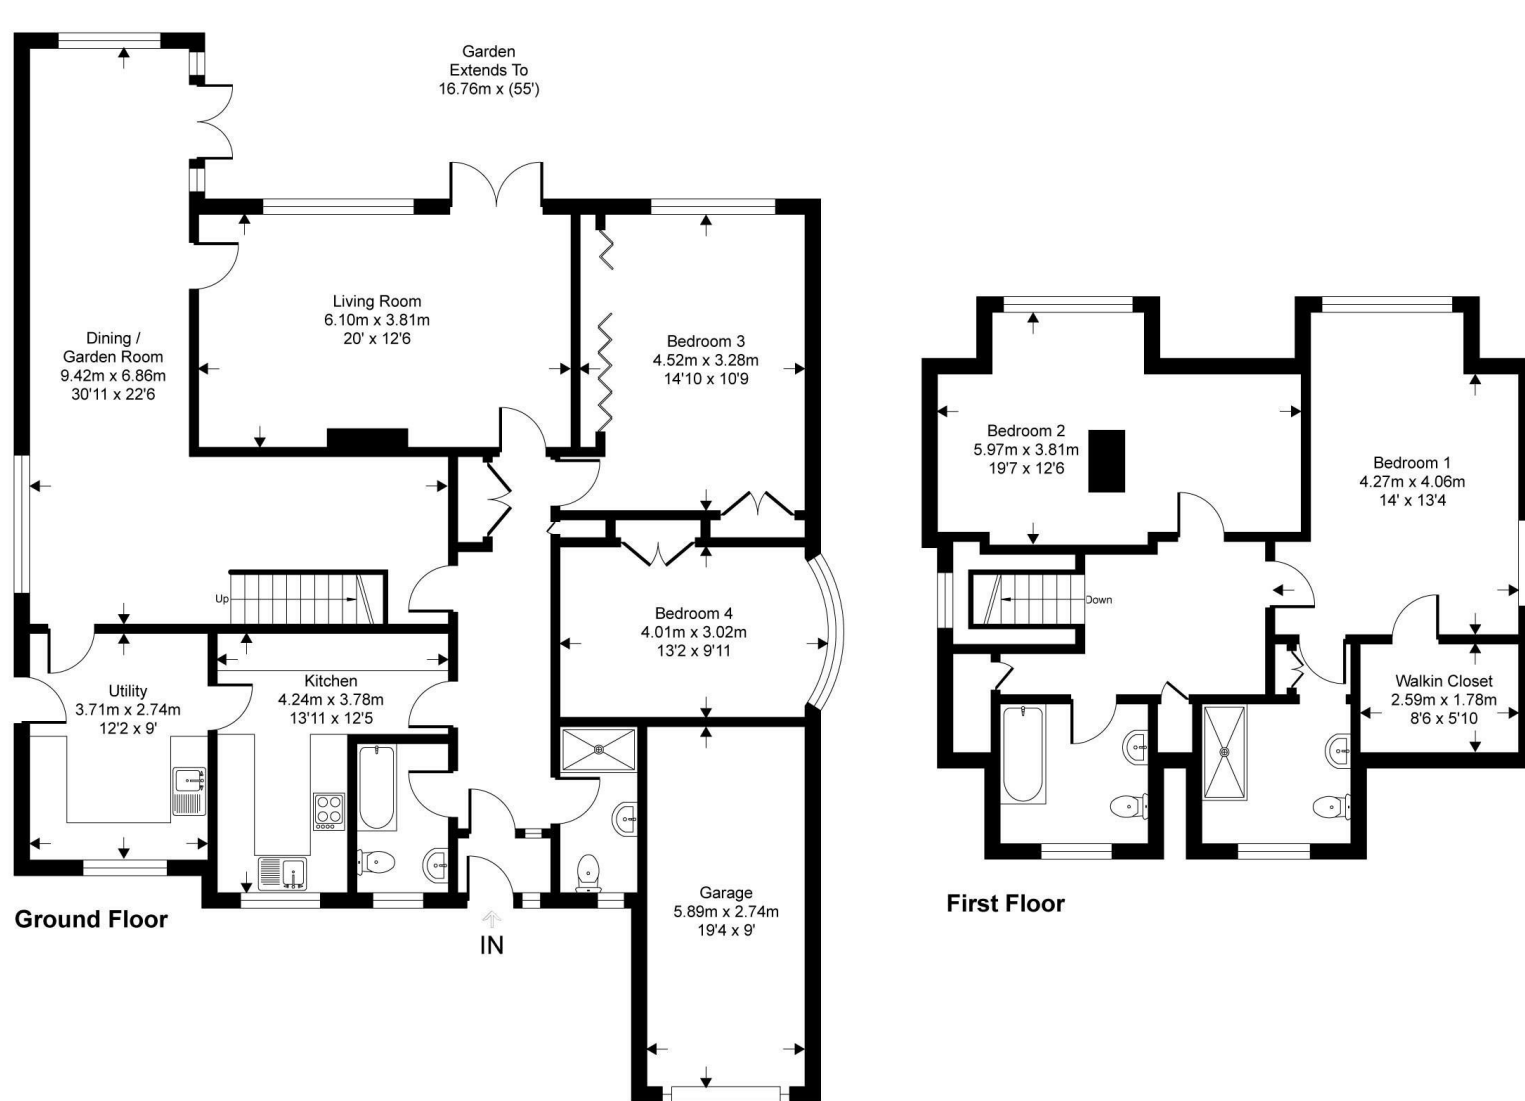 Garden
Extends To
16.76m x (55')
Dining /
Garden Room
9.42m x 6.86m
30'11 x 22'6
Living Room
6.10m x 3.81m
20' x 12'6
Bedroom 3
4.52m x 3.28m
14'10 x 10'9
Up
Bedroom 4
4.01m x 3.02m
13'2 x 9'11
Utility
3.71m x 2.74m
12'2 x 9'
Kitchen
4.24m x 3.78m
13'11 x 12'5
Garage
5.89m x 2.74m
19'4 x 9'
IN
Ground Floor
Bedroom 2
5.97m x 3.81m
19'7 x 12'6
Bedroom 1
4.27m x 4.06m
14' x 13'4
Down
Walkin Closet
2.59m x 1.78m
8'6 x 5'10
First Floor